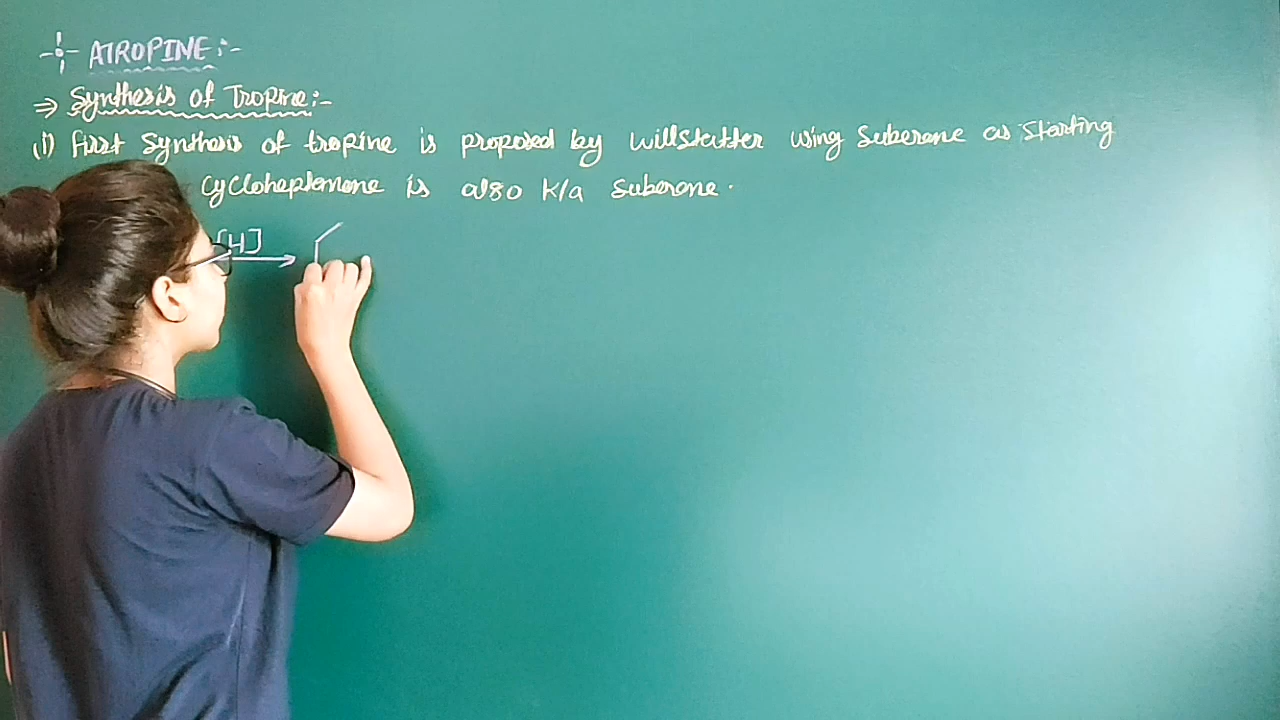 ATROPINE:-
⇒ Synthesis of Tropine:-
(i) First Synthesis of tropine is proposed by willstatter using Suberone as starting
Cycloheptanone is also k/a Suberone.
[H]